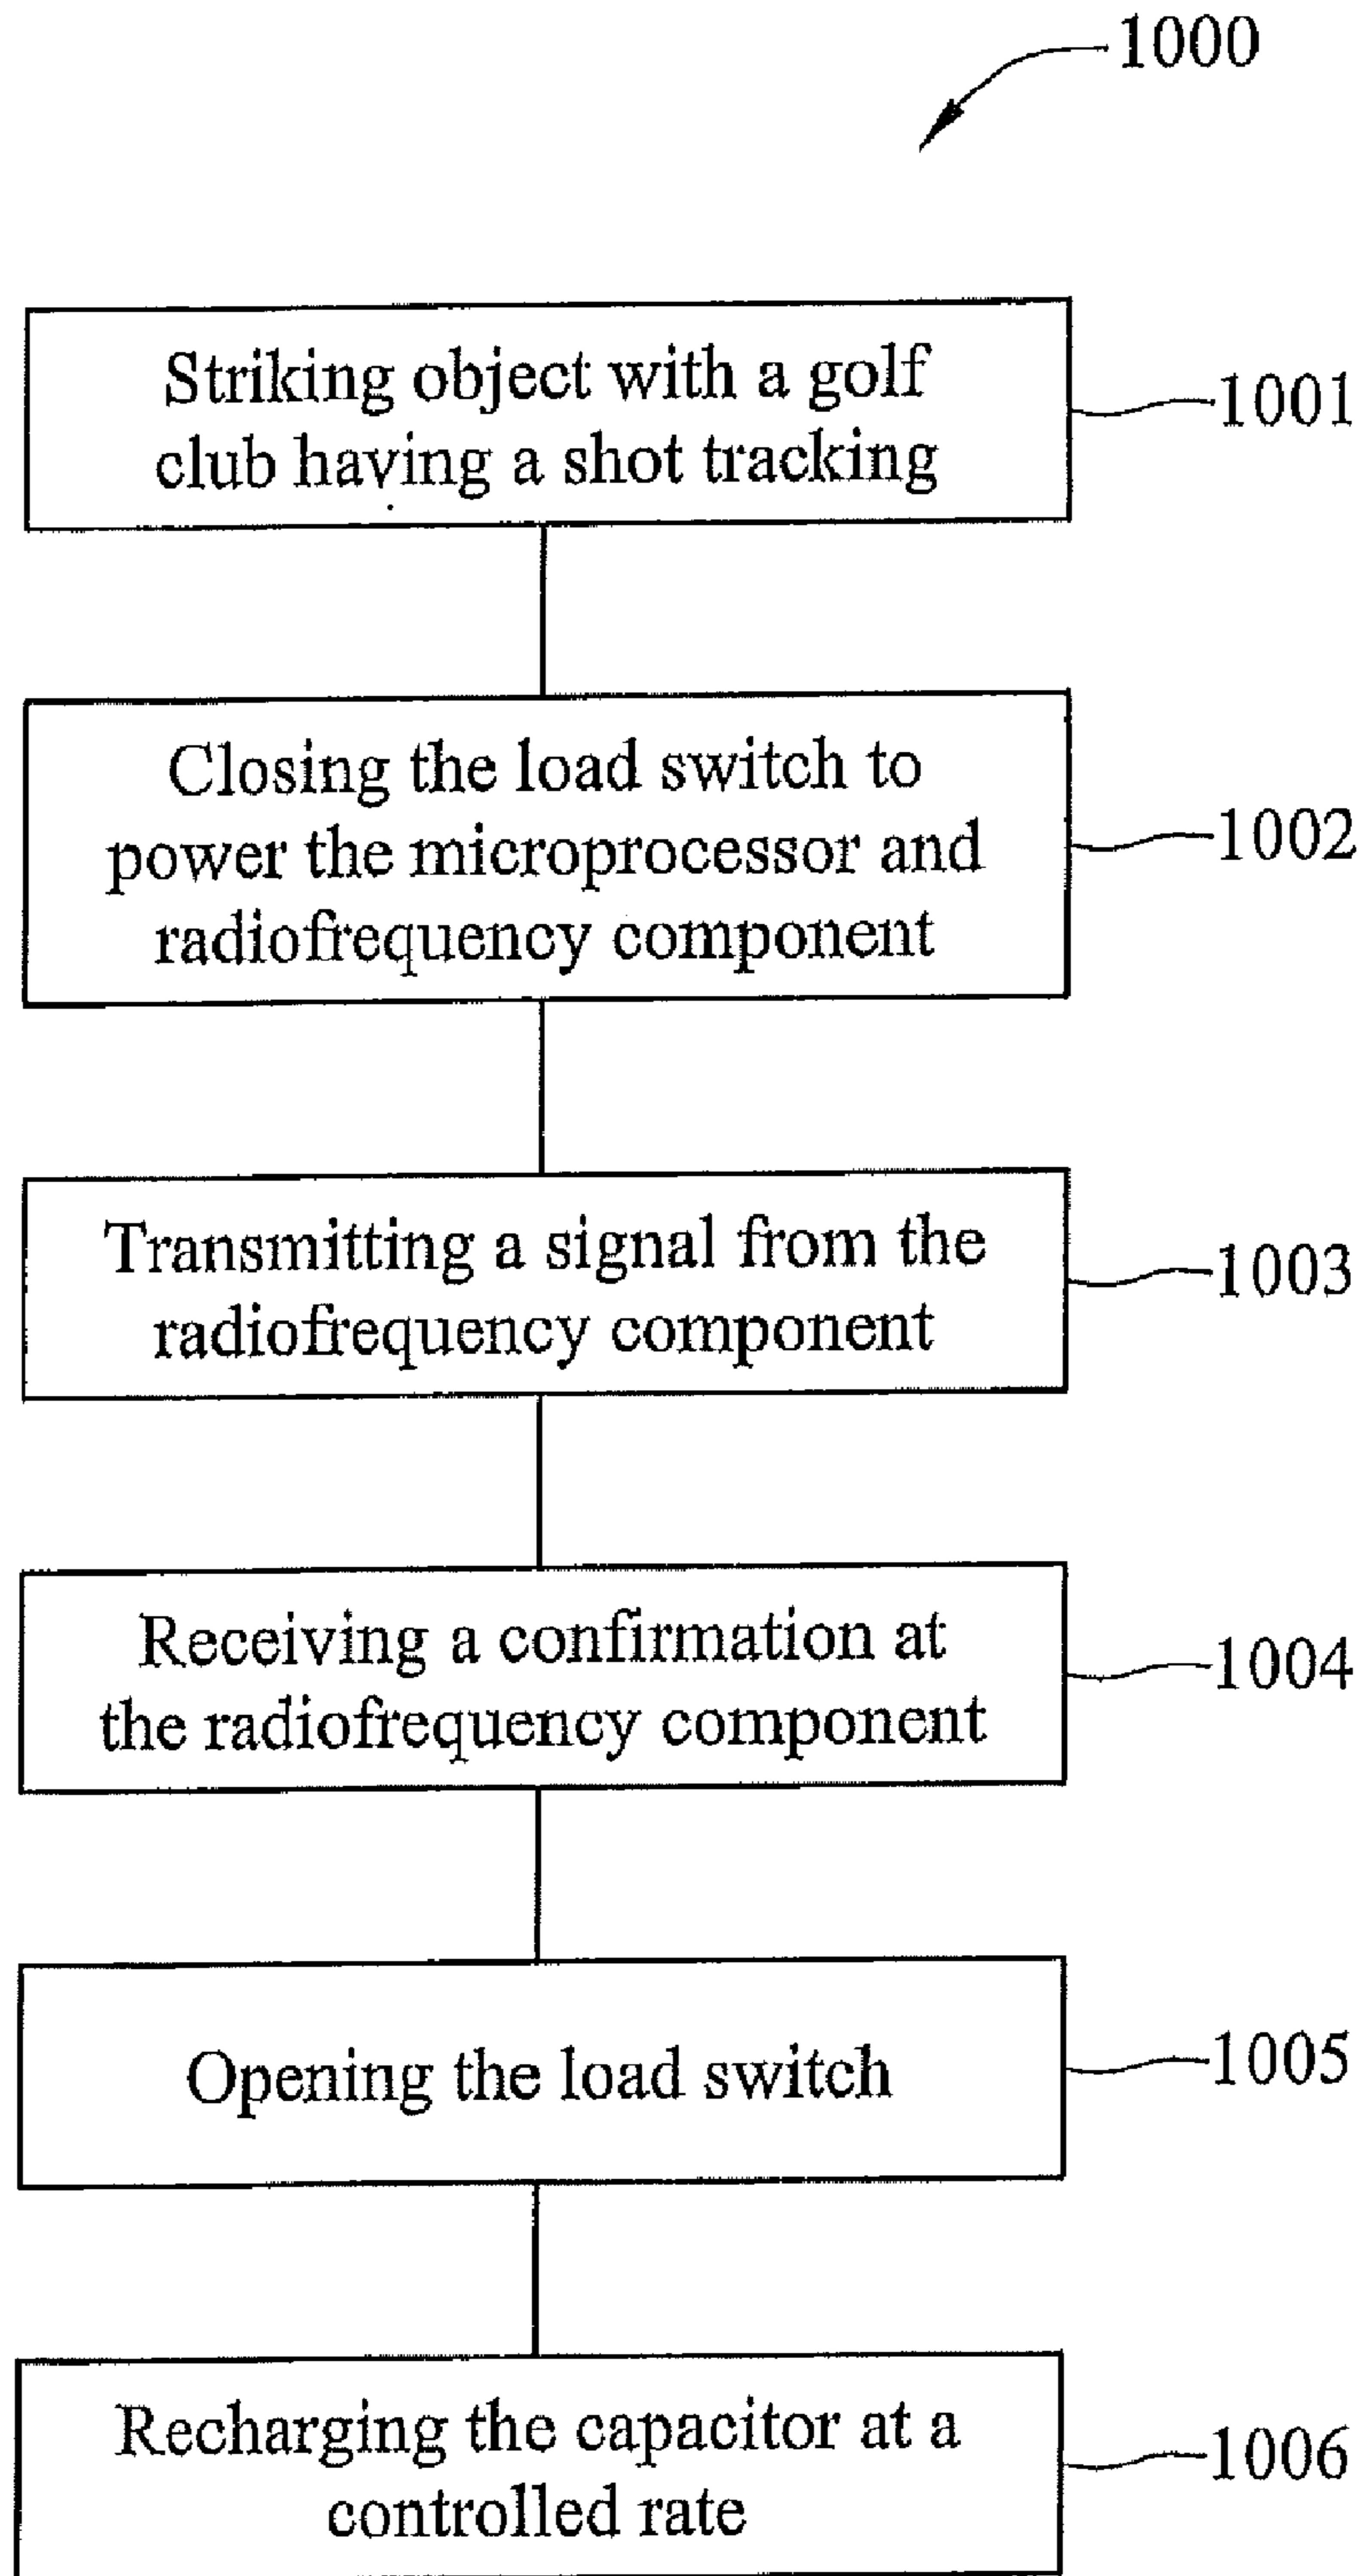 1000
Striking object with a golf
club having a shot tracking
1001
Closing the load switch to
power the microprocessor and
radiofrequency component
1002
Transmitting a signal from the
radiofrequency component
1003
Receiving a confirmation at
the radiofrequency component
1004
Opening the load switch
1005
Recharging the capacitor at a
controlled rate
1006